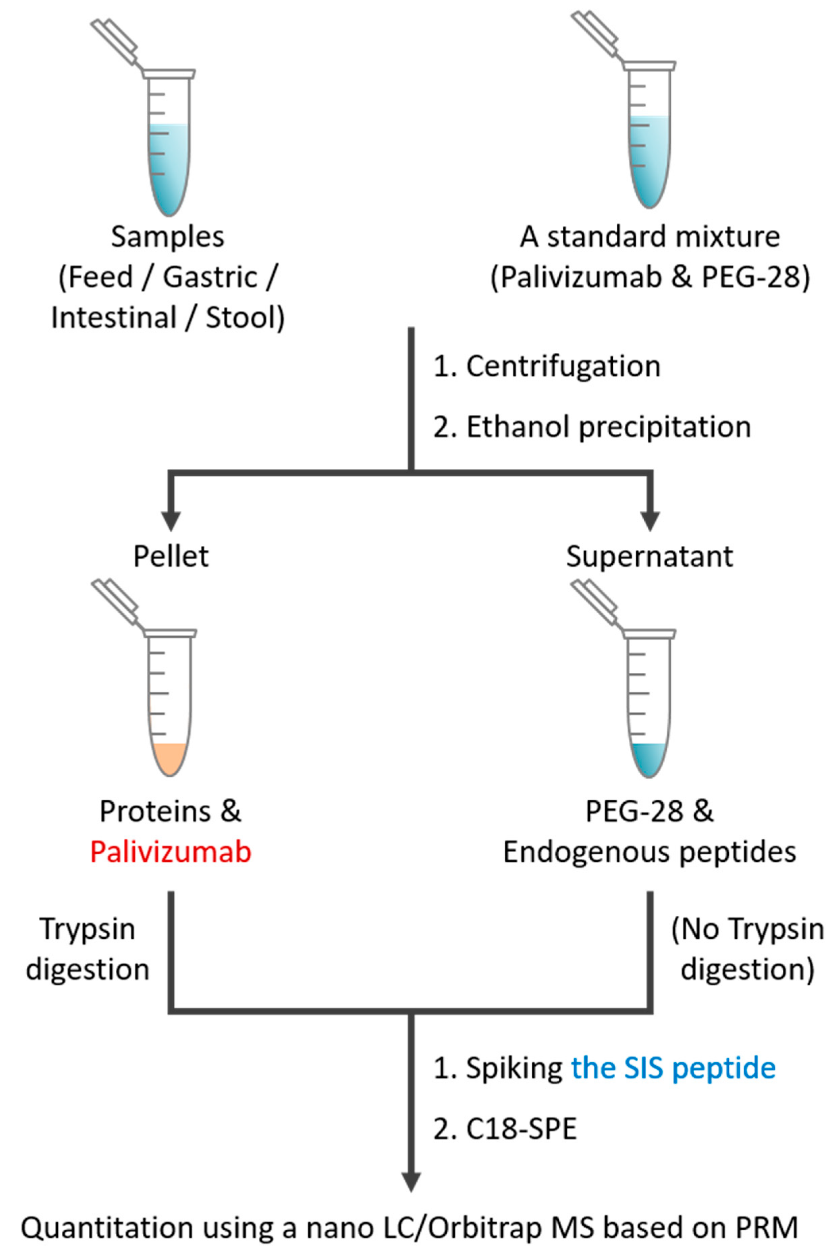 Samples
(Feed / Gastric /
Intestinal / Stool)
A standard mixture
(Palivizumab & PEG-28)
1. Centrifugation
2. Ethanol precipitation
Pellet
Supernatant
Proteins &
Palivizumab
PEG-28 &
Endogenous peptides
Trypsin
digestion
(No Trypsin
digestion)
1. Spiking the SIS peptide
2. C18-SPE
Quantitation using a nano LC/Orbitrap MS based on PRM